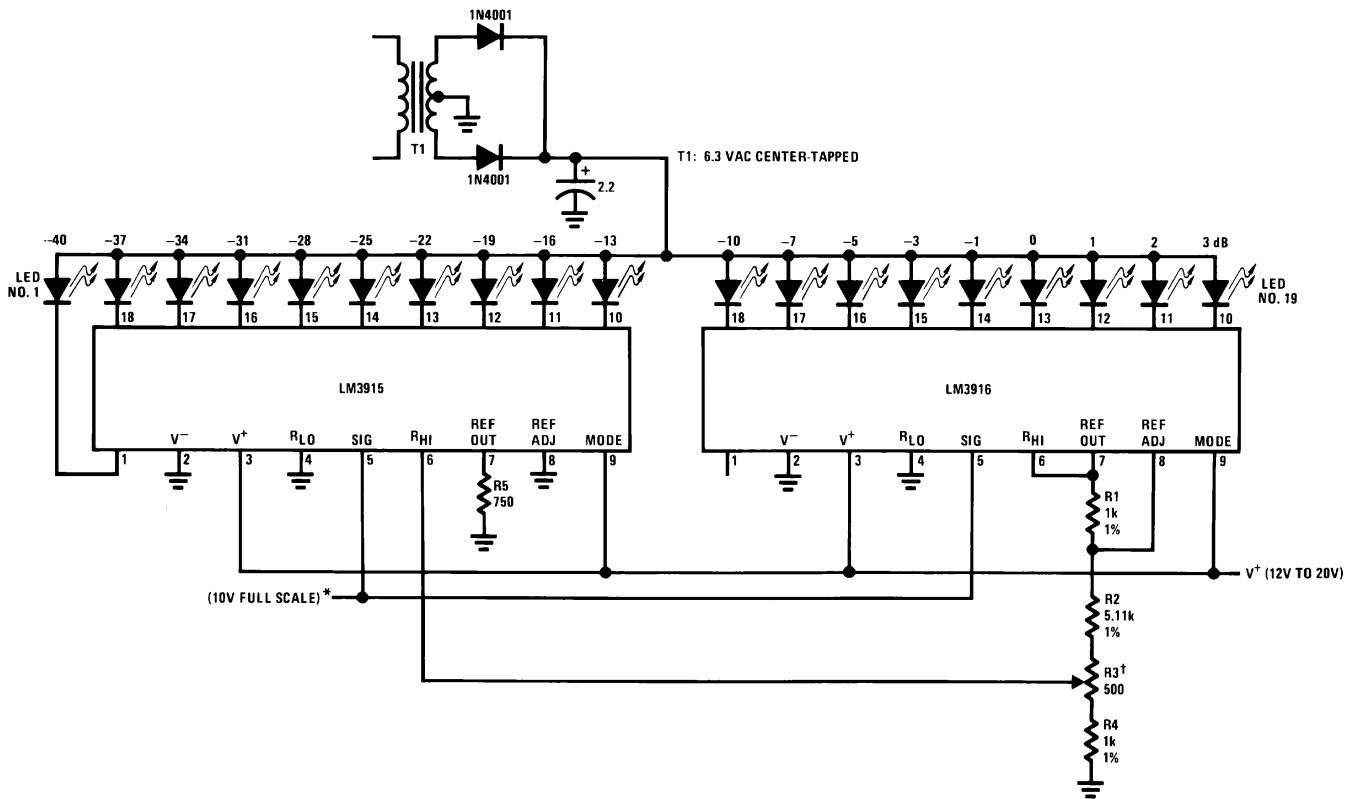 1N4001
T1
1N4001
+
2.2
T1: 6.3 VAC CENTER-TAPPED
−40 −37 −34 −31 −28 −25 −22 −19 −16 −13 −10 −7 −5 −3 −1 0 1 2 3 dB
LED
NO. 1
LED
NO. 19
18 17 16 15 14 13 12 11 10
18 17 16 15 14 13 12 11 10
LM3915
V− V+ RLO SIG RHI REF OUT REF ADJ MODE
1 2 3 4 5 6 7 8 9
LM3916
V− V+ RLO SIG RHI REF OUT REF ADJ MODE
1 2 3 4 5 6 7 8 9
R5
750
R1
1k
1%
V+ (12V TO 20V)
(10V FULL SCALE)*
R2
5.11k
1%
R3†
500
R4
1k
1%